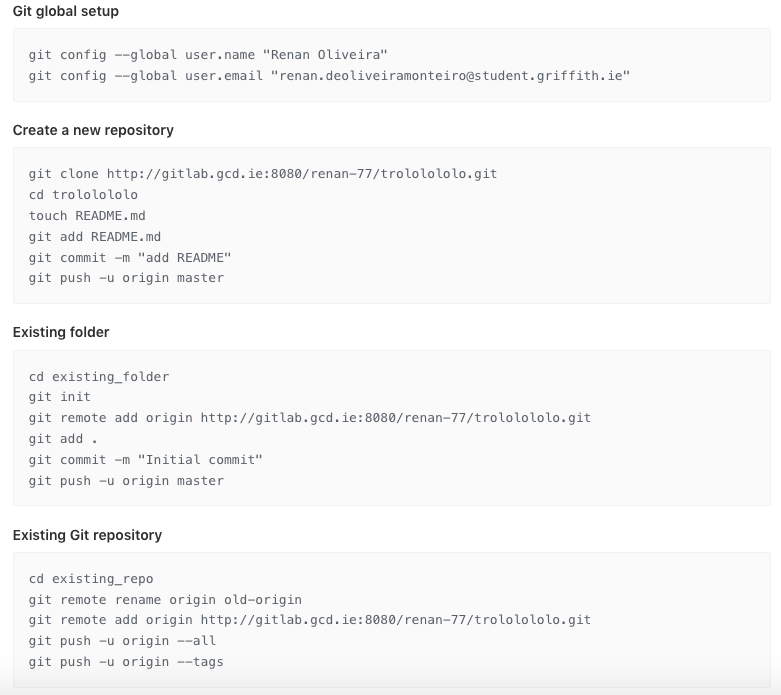 Git global setup
git config --global user.name "Renan Oliveira"
git config --global user.email "renan.deoliveiramonteiro@student.griffith.ie"
Create a new repository
git clone http://gitlab.gcd.ie:8080/renan-77/trololololo.git
cd trololololo
touch README.md
git add README.md
git commit -m "add README"
git push -u origin master
Existing folder
cd existing_folder
git init
git remote add origin http://gitlab.gcd.ie:8080/renan-77/trololololo.git
git add .
git commit -m "Initial commit"
git push -u origin master
Existing Git repository
cd existing_repo
git remote rename origin old-origin
git remote add origin http://gitlab.gcd.ie:8080/renan-77/trololololo.git
git push -u origin --all
git push -u origin --tags